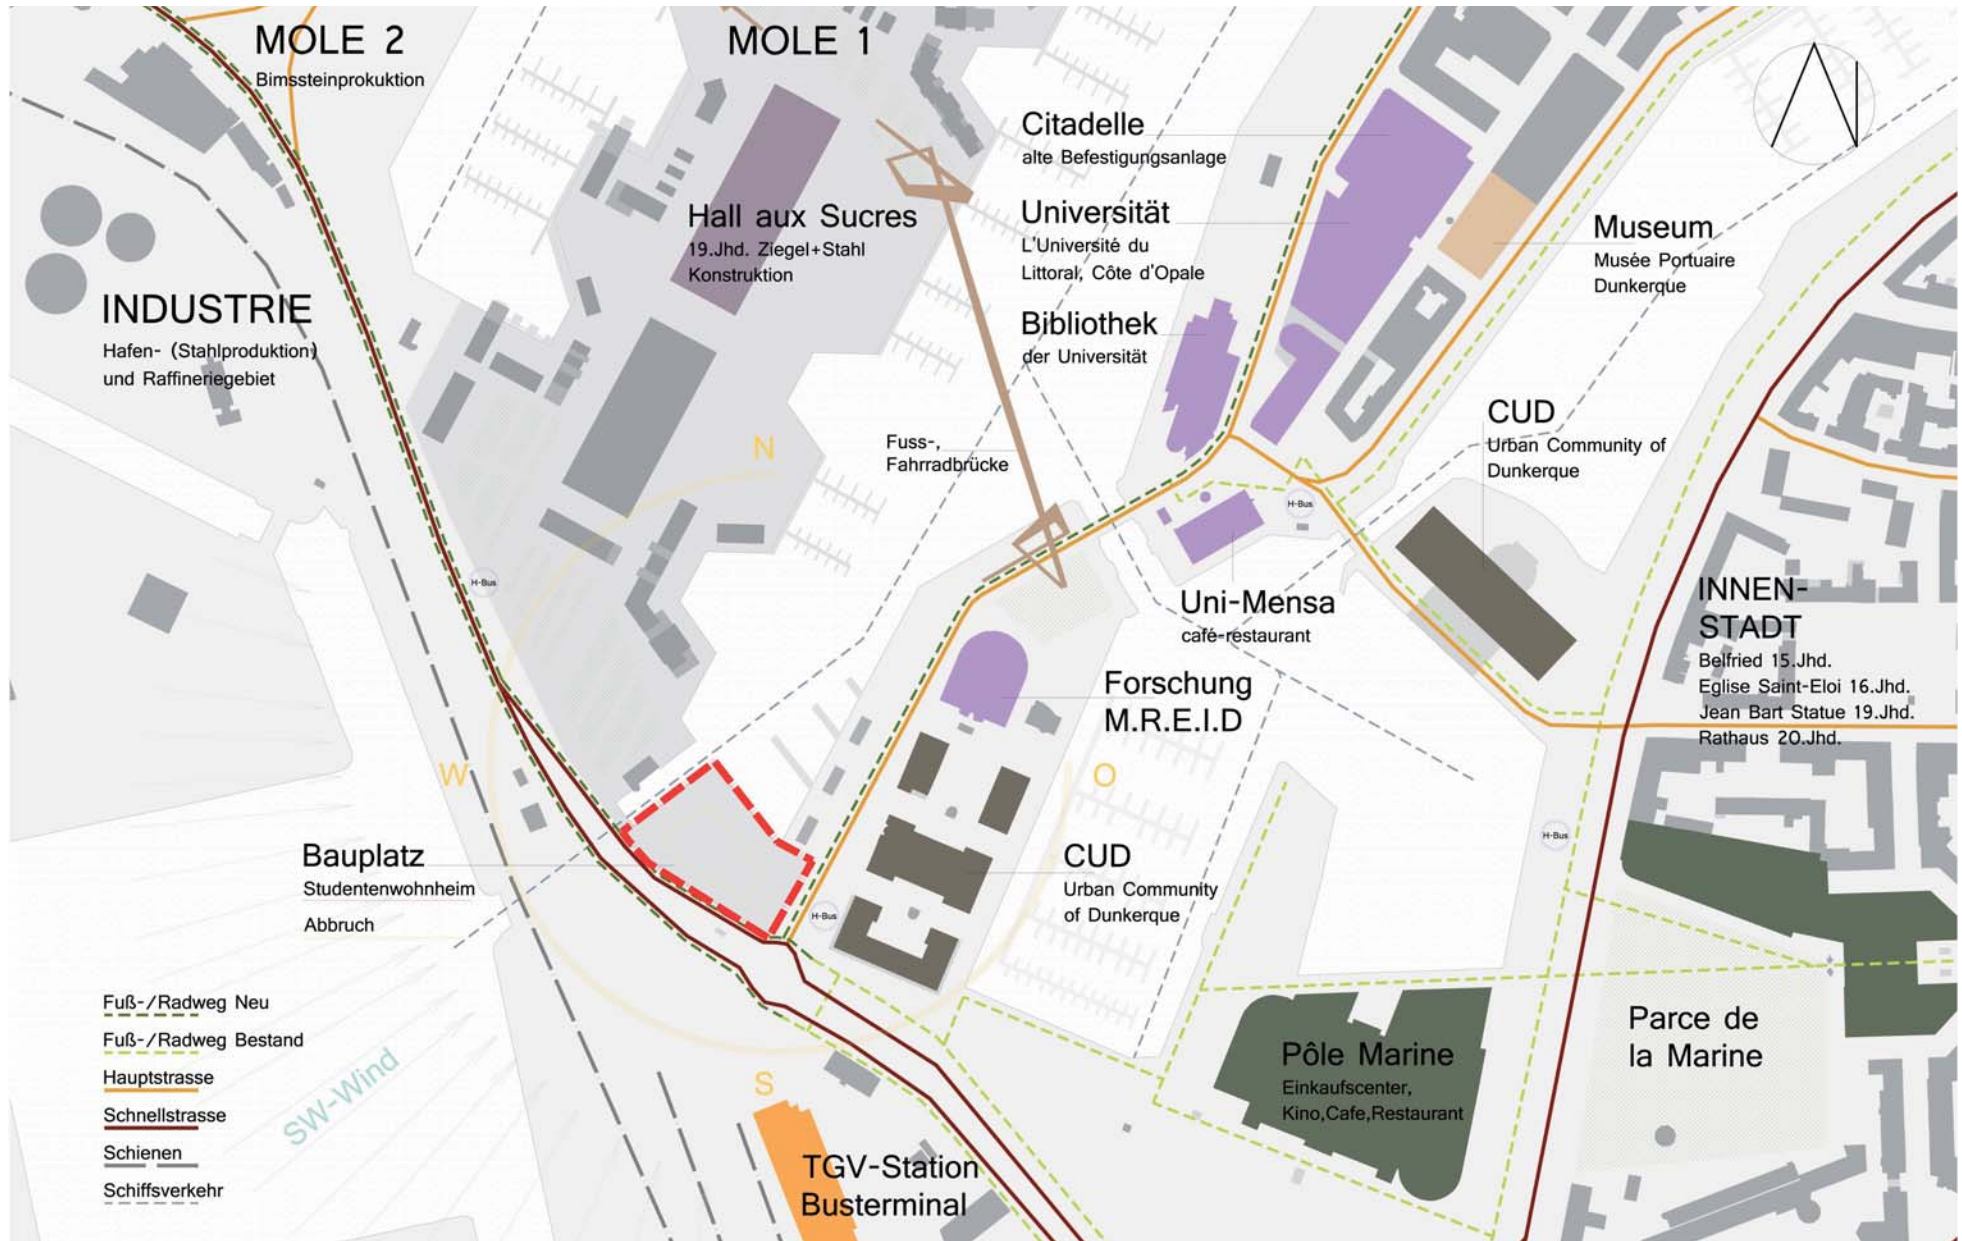 MOLE 2
Bimssteinprokuktion
MOLE 1
Citadelle
alte Befestigungsanlage
Hall aux Sucres
19.Jhd. Ziegel+Stahl
Konstruktion
Universität
L'Université du
Littoral, Côte d'Opale
Museum
Musée Portuaire
Dunkerque
INDUSTRIE
Hafen- (Stahlproduktion)
und Raffineriegebiet
Bibliothek
der Universität
CUD
Urban Community of
Dunkerque
Fuss-,
Fahrradbrücke
N
H-Bus
H-Bus
INNEN-
STADT
Belfried 15.Jhd.
Eglise Saint-Eloi 16.Jhd.
Jean Bart Statue 19.Jhd.
Rathaus 20.Jhd.
Uni-Mensa
café-restaurant
Forschung
M.R.E.I.D
W
O
H-Bus
Bauplatz
Studentenwohnheim
Abbruch
CUD
Urban Community
of Dunkerque
H-Bus
Fuß-/Radweg Neu
Fuß-/Radweg Bestand
Hauptstrasse
Schnellstrasse
Schienen
Schiffsverkehr
SW-Wind
S
Pôle Marine
Einkaufscenter,
Kino,Cafe,Restaurant
Parce de
la Marine
TGV-Station
Busterminal